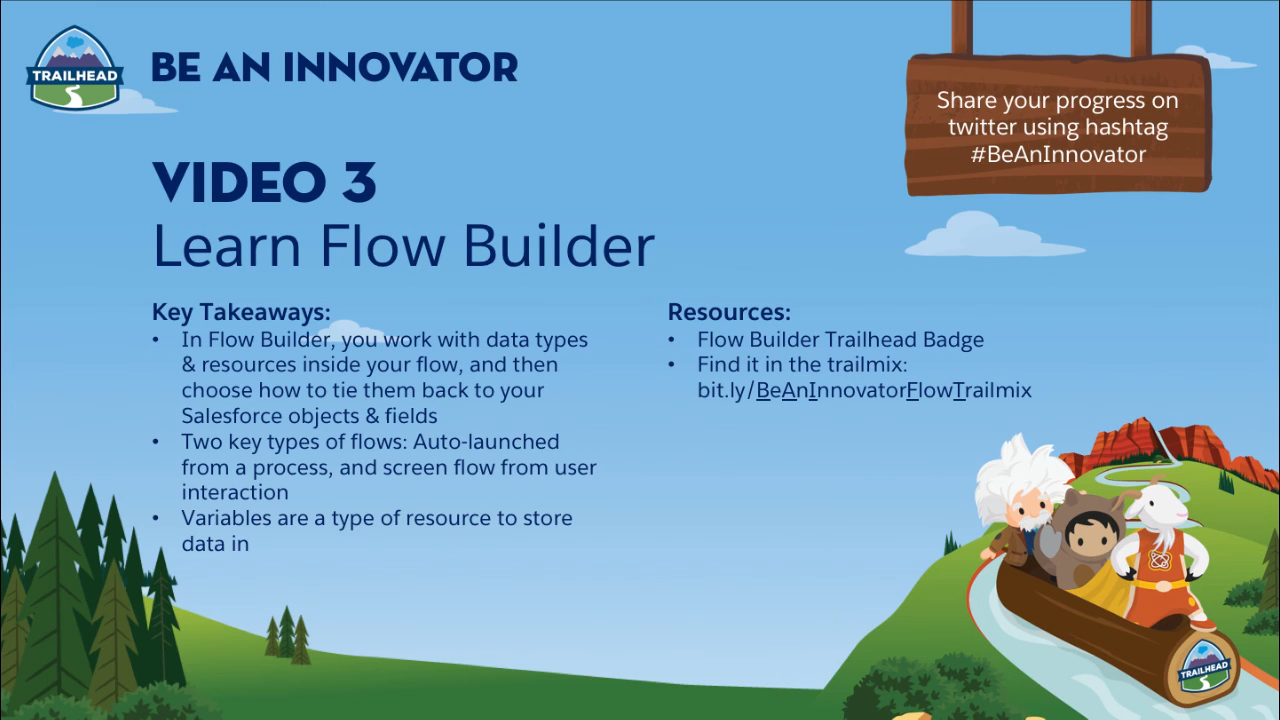 TRAILHEAD
BE AN INNOVATOR
Share your progress on
twitter using hashtag
#BeAnInnovator
VIDEO 3
Learn Flow Builder
Key Takeaways:
• In Flow Builder, you work with data types
& resources inside your flow, and then
choose how to tie them back to your
Salesforce objects & fields
• Two key types of flows: Auto-launched
from a process, and screen flow from user
interaction
• Variables are a type of resource to store
data in
Resources:
• Flow Builder Trailhead Badge
• Find it in the trailmix:
bit.ly/BeAnInnovatorFlowTrailmix
TRAILHEAD